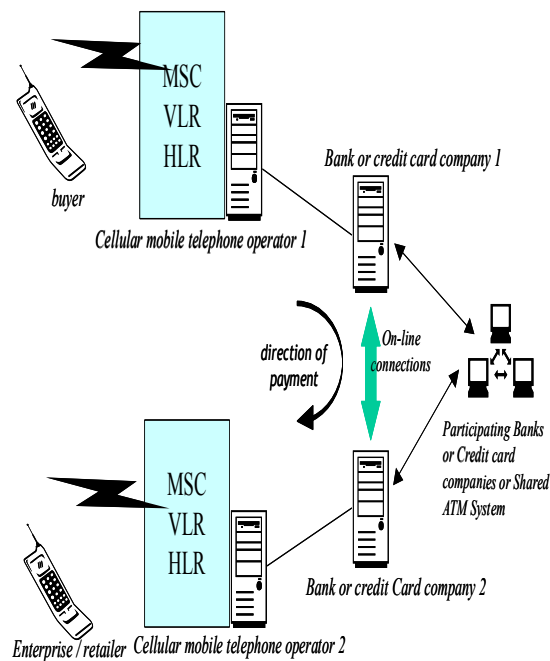 MSC
VLR
HLR
buyer
Bank or credit card company 1
Cellular mobile telephone operator 1
direction of
payment
On-line
connections
Participating Banks
or Credit card
companies or Shared
ATM System
MSC
VLR
HLR
Bank or credit Card company 2
Enterprise / retailer
Cellular mobile telephone operator 2